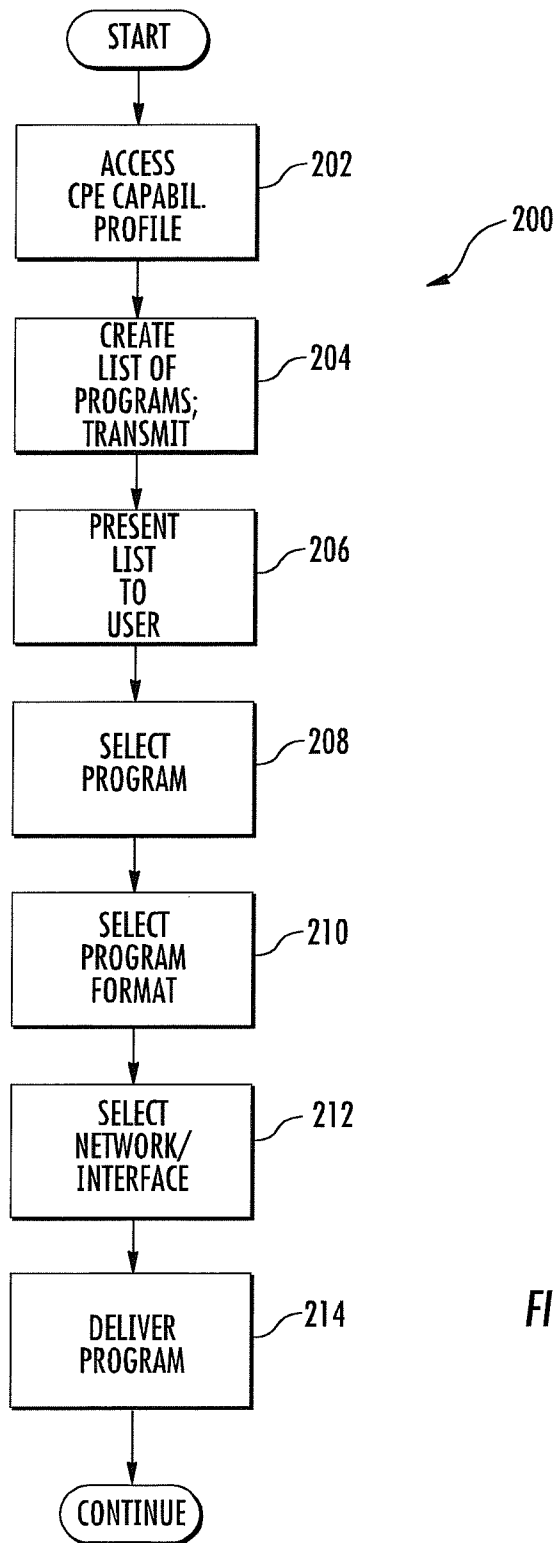 START
ACCESS
CPE CAPABIL.
PROFILE
202
200
CREATE
LIST OF
PROGRAMS;
TRANSMIT
204
PRESENT
LIST
TO
USER
206
SELECT
PROGRAM
208
SELECT
PROGRAM
FORMAT
210
SELECT
NETWORK/
INTERFACE
212
DELIVER
PROGRAM
214
FI
CONTINUE